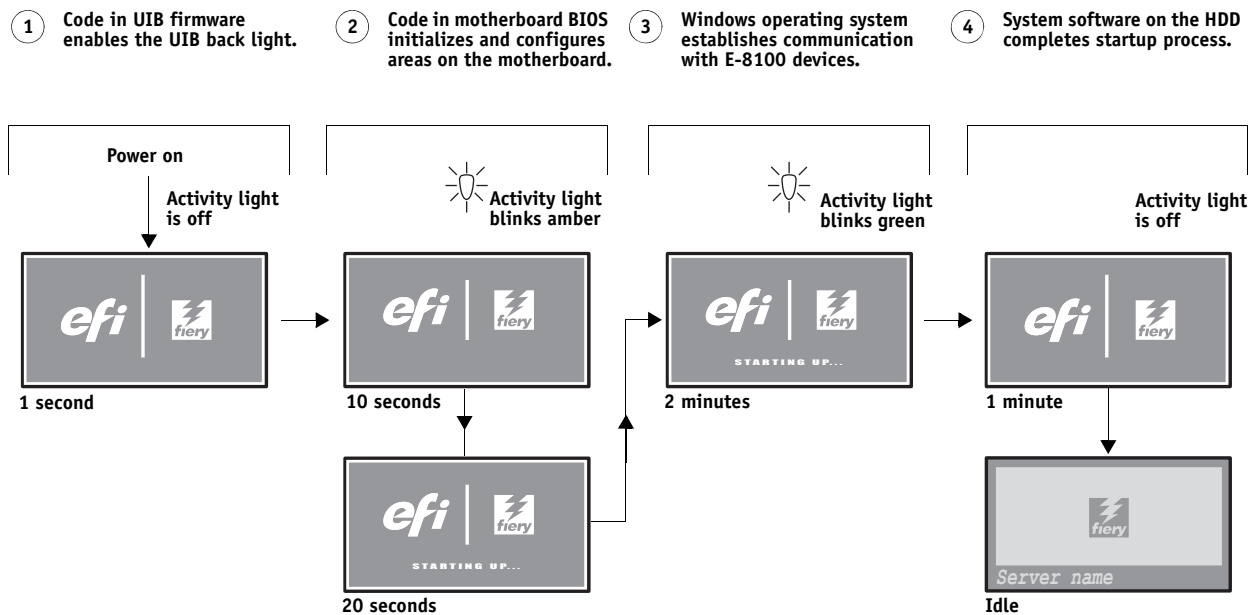 1 Code in UIB firmware
enables the UIB back light.
2 Code in motherboard BIOS
initializes and configures
areas on the motherboard.
3 Windows operating system
establishes communication
with E-8100 devices.
4 System software on the HDD
completes startup process.
Power on
Activity light
is off
Activity light
blinks amber
Activity light
blinks green
Activity light
is off
efi fiery
1 second
efi fiery
10 seconds
efi fiery
STARTING UP...
20 seconds
efi fiery
STARTING UP...
2 minutes
efi fiery
1 minute
fiery
Server name
Idle